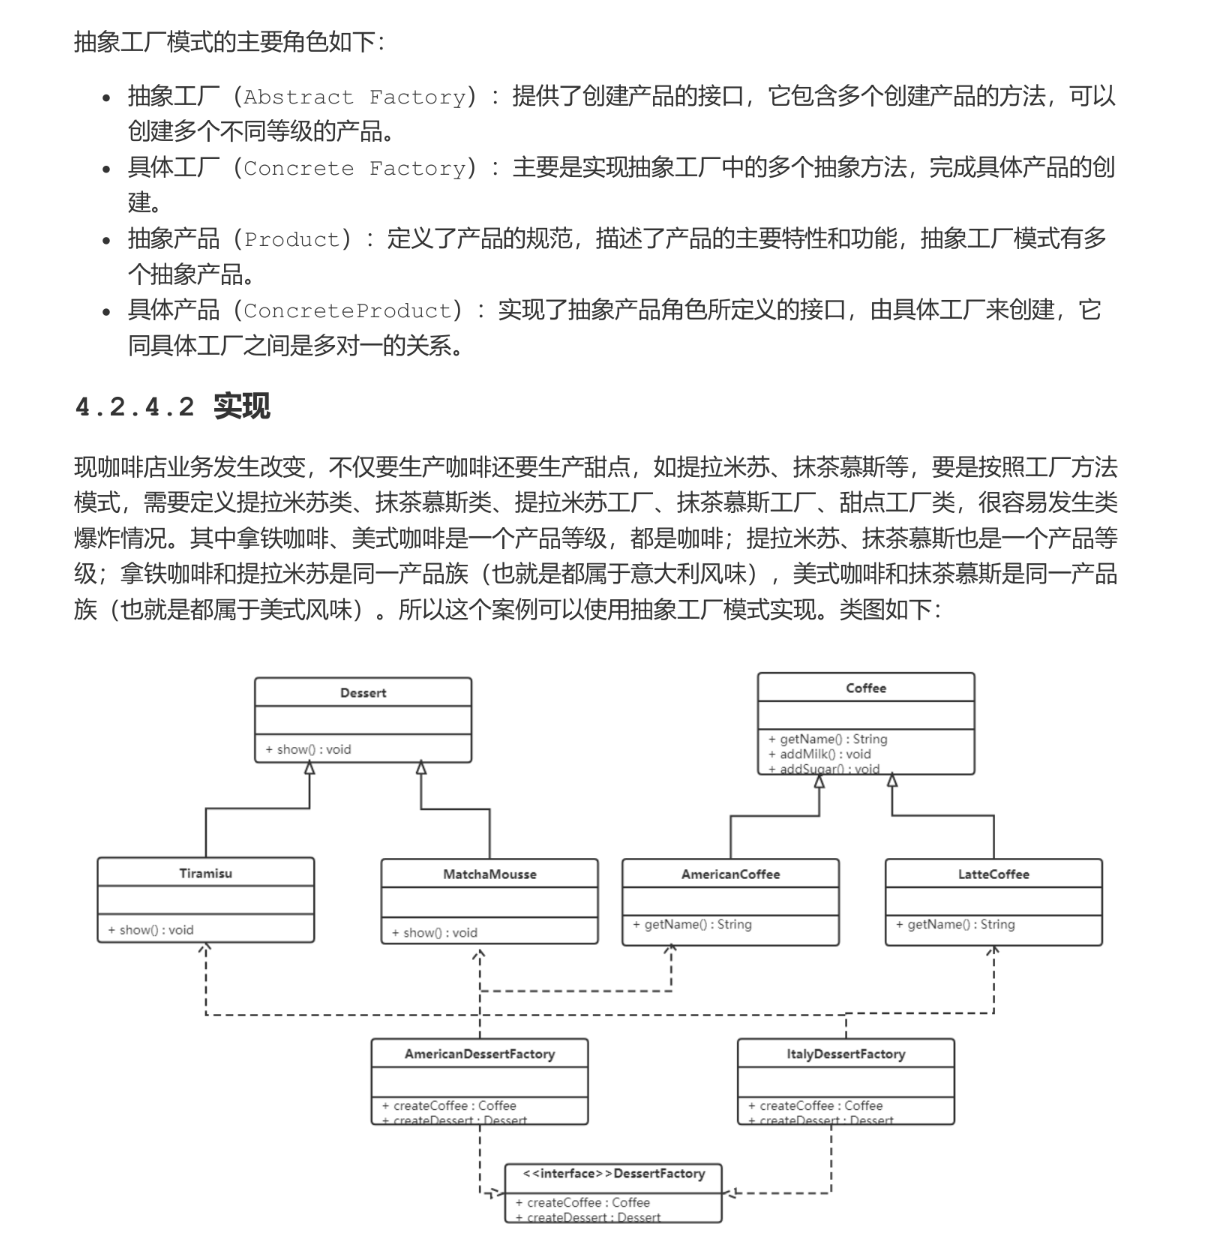 抽象工厂模式的主要角色如下：
• 抽象工厂（Abstract Factory）：提供了创建产品的接口，它包含多个创建产品的方法，可以
创建多个不同等级的产品。
• 具体工厂（Concrete Factory）：主要是实现抽象工厂中的多个抽象方法，完成具体产品的创
建。
• 抽象产品（Product）：定义了产品的规范，描述了产品的主要特性和功能，抽象工厂模式有多
个抽象产品。
• 具体产品（ConcreteProduct）：实现了抽象产品角色所定义的接口，由具体工厂来创建，它
同具体工厂之间是多对一的关系。
4.2.4.2 实现
现咖啡店业务发生改变，不仅要生产咖啡还要生产甜点，如提拉米苏、抹茶慕斯等，要是按照工厂方法
模式，需要定义提拉米苏类、抹茶慕斯类、提拉米苏工厂、抹茶慕斯工厂、甜点工厂类，很容易发生类
爆炸情况。其中拿铁咖啡、美式咖啡是一个产品等级，都是咖啡；提拉米苏、抹茶慕斯也是一个产品等
级；拿铁咖啡和提拉米苏是同一产品族（也就是都属于意大利风味），美式咖啡和抹茶慕斯是同一产品
族（也就是都属于美式风味）。所以这个案例可以使用抽象工厂模式实现。类图如下：
Dessert
+ show() : void
Coffee
+ getName() : String
+ addMilk() : void
+ addSugar() : void
Tiramisu
+ show() : void
MatchaMousse
+ show() : void
AmericanCoffee
+ getName() : String
LatteCoffee
+ getName() : String
AmericanDessertFactory
+ createCoffee : Coffee
+ createDessert : Dessert
ItalyDessertFactory
+ createCoffee : Coffee
+ createDessert : Dessert
<<interface>>DessertFactory
+ createCoffee : Coffee
+ createDessert : Dessert